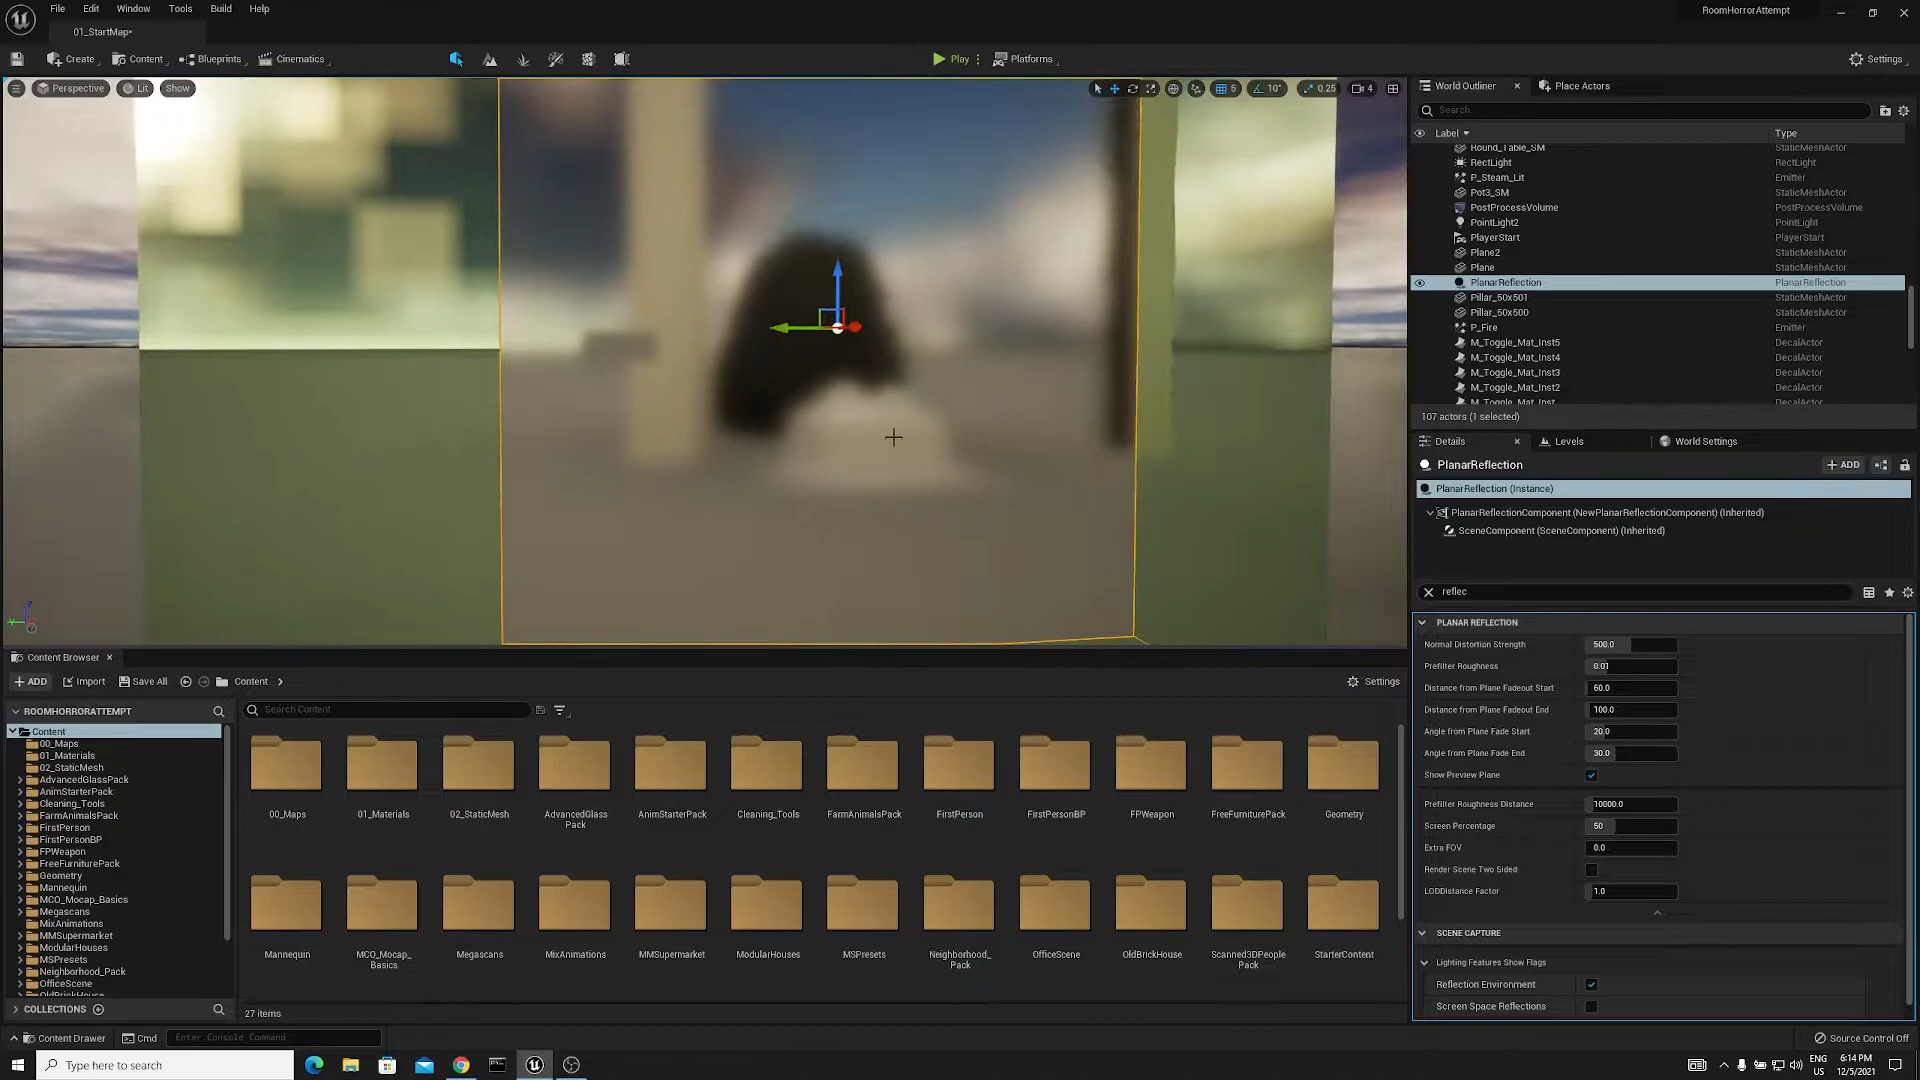 File Edit Window Tools Build Help
RoomHorrorAttempt
01_StartMap•
Create Content Blueprints Cinematics Play Platforms Settings
Perspective Lit Show
5 10° 0.25 4
World Outliner Place Actors
Search
Label Type
Round_Table_SM StaticMeshActor
RectLight RectLight
P_Steam_Lit Emitter
Pot3_SM StaticMeshActor
PostProcessVolume PostProcessVolume
PointLight2 PointLight
PlayerStart PlayerStart
Plane2 StaticMeshActor
Plane StaticMeshActor
PlanarReflection PlanarReflection
Pillar_50x501 StaticMeshActor
Pillar_50x500 StaticMeshActor
P_Fire Emitter
M_Toggle_Mat_Inst5 DecalActor
M_Toggle_Mat_Inst4 DecalActor
M_Toggle_Mat_Inst3 DecalActor
M_Toggle_Mat_Inst2 DecalActor
M_Toggle_Mat_Inst DecalActor
107 actors (1 selected)
Details Levels World Settings
PlanarReflection ADD
PlanarReflection (Instance)
PlanarReflectionComponent (NewPlanarReflectionComponent) (Inherited)
SceneComponent (SceneComponent) (Inherited)
reflec
PLANAR REFLECTION
Normal Distortion Strength 500.0
Prefilter Roughness 0.01
Distance from Plane Fadeout Start 60.0
Distance from Plane Fadeout End 100.0
Angle from Plane Fade Start 20.0
Angle from Plane Fade End 30.0
Show Preview Plane
Prefilter Roughness Distance 10000.0
Screen Percentage 50
Extra FOV 0.0
Render Scene Two Sided
LODDistance Factor 1.0
SCENE CAPTURE
Lighting Features Show Flags
Reflection Environment
Screen Space Reflections
z
Y
Content Browser
ADD Import Save All Content Settings
ROOMHORRORATTEMPT
Search Content
Content
00_Maps
01_Materials
02_StaticMesh
AdvancedGlassPack
AnimStarterPack
Cleaning_Tools
FarmAnimalsPack
FirstPerson
FirstPersonBP
FPWeapon
FreeFurniturePack
Geometry
Mannequin
MCO_Mocap_Basics
Megascans
MixAnimations
MMSupermarket
ModularHouses
MSPresets
Neighborhood_Pack
OfficeScene
OldBrickHouse
COLLECTIONS
00_Maps 01_Materials 02_StaticMesh AdvancedGlass AnimStarterPack Cleaning_Tools FarmAnimalsPack FirstPerson FirstPersonBP FPWeapon FreeFurniturePack Geometry
Pack
Mannequin MCO_Mocap_ Megascans MixAnimations MMSupermarket ModularHouses MSPresets Neighborhood_ OfficeScene OldBrickHouse Scanned3DPeople StarterContent
Basics Pack Pack
27 items
Content Drawer Cmd Enter Console Command Source Control Off
Type here to search
ENG 6:14 PM
US 12/5/2021